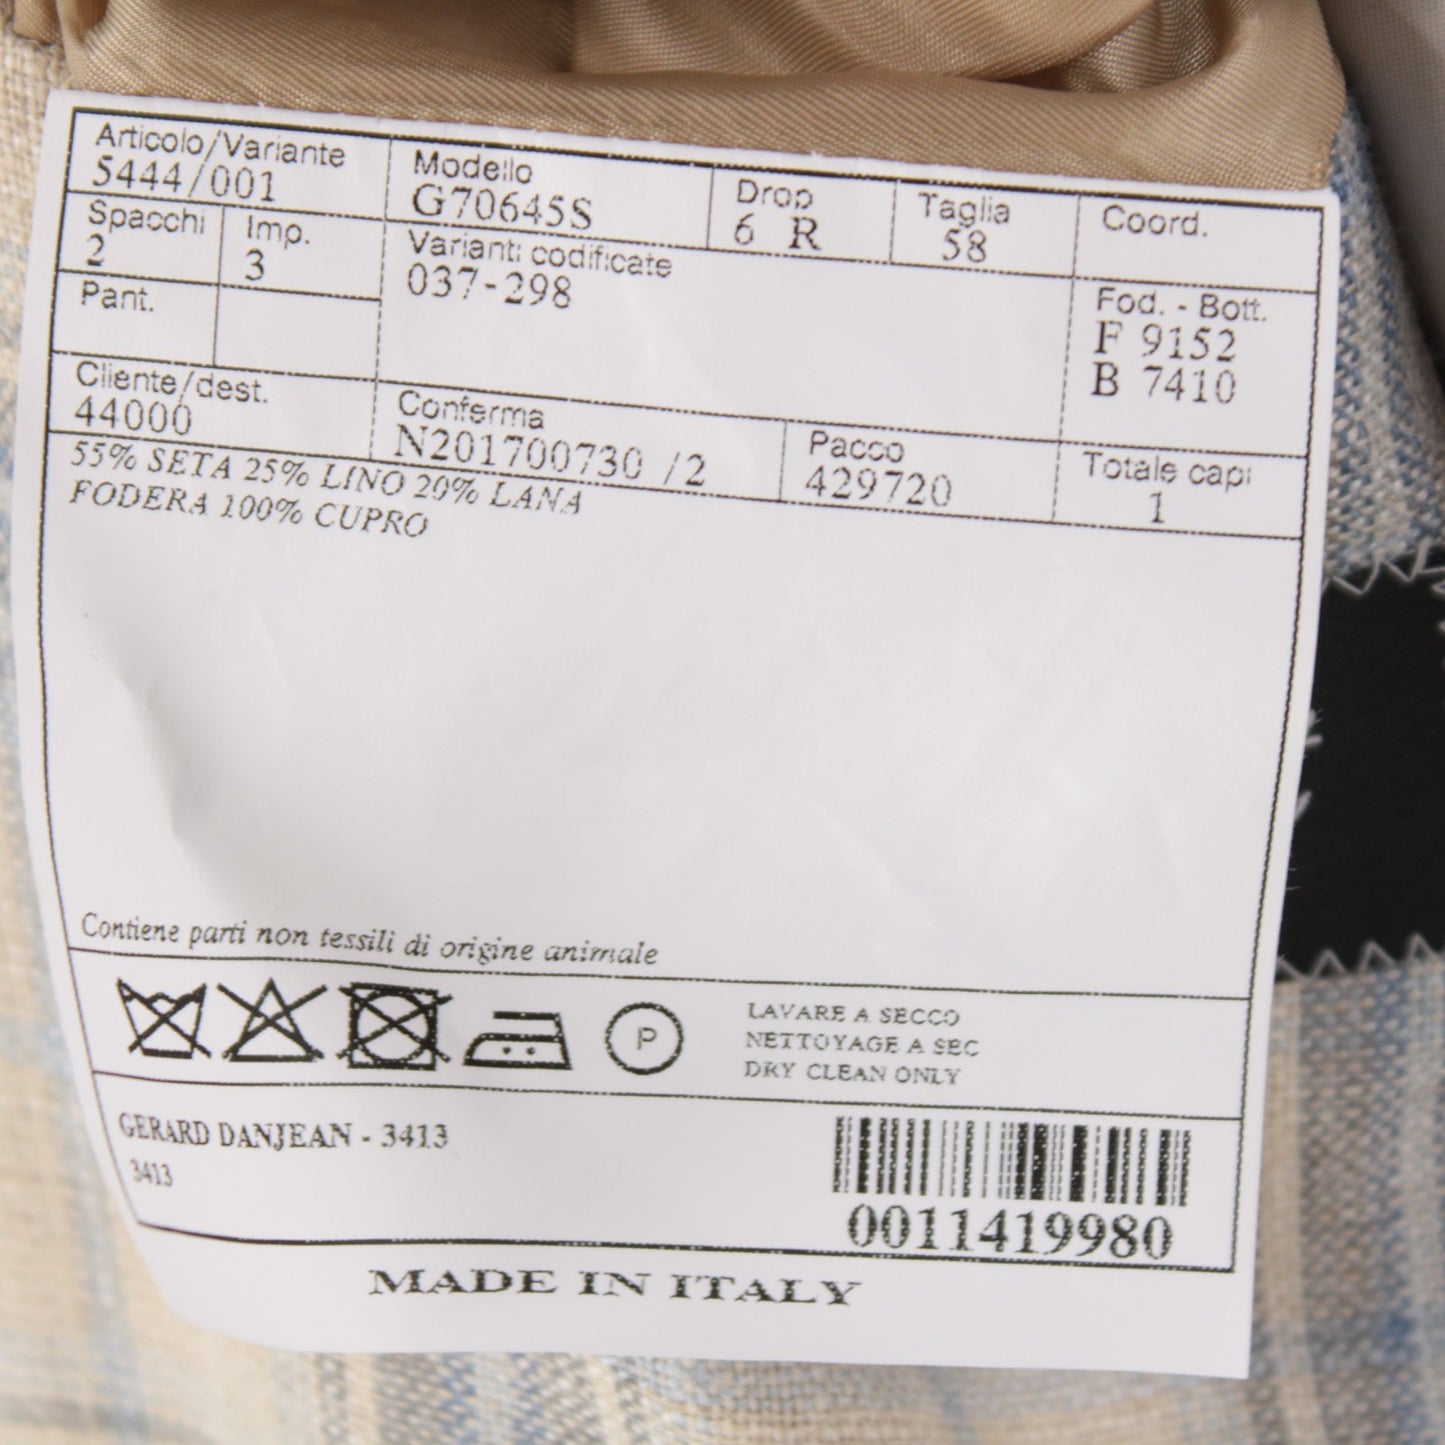 Articolo/Variante
5444/001
Modello
G70645S
Drop
6 R
Taglia
58
Coord.
Spacchi
2
Imp.
3
Varianti codificate
037-298
Fod. - Bott.
F 9152
B 7410
Pant.
Cliente/dest.
44000
Conferma
N201700730 /2
Pacco
429720
Totale capi
1
55% SETA 25% LINO 20% LANA
FODERA 100% CUPRO
Contiene parti non tessili di origine animale
P
LAVARE A SECCO
NETTOYAGE A SEC
DRY CLEAN ONLY
GERARD DANJEAN - 3413
3413
0011419980
MADE IN ITALY